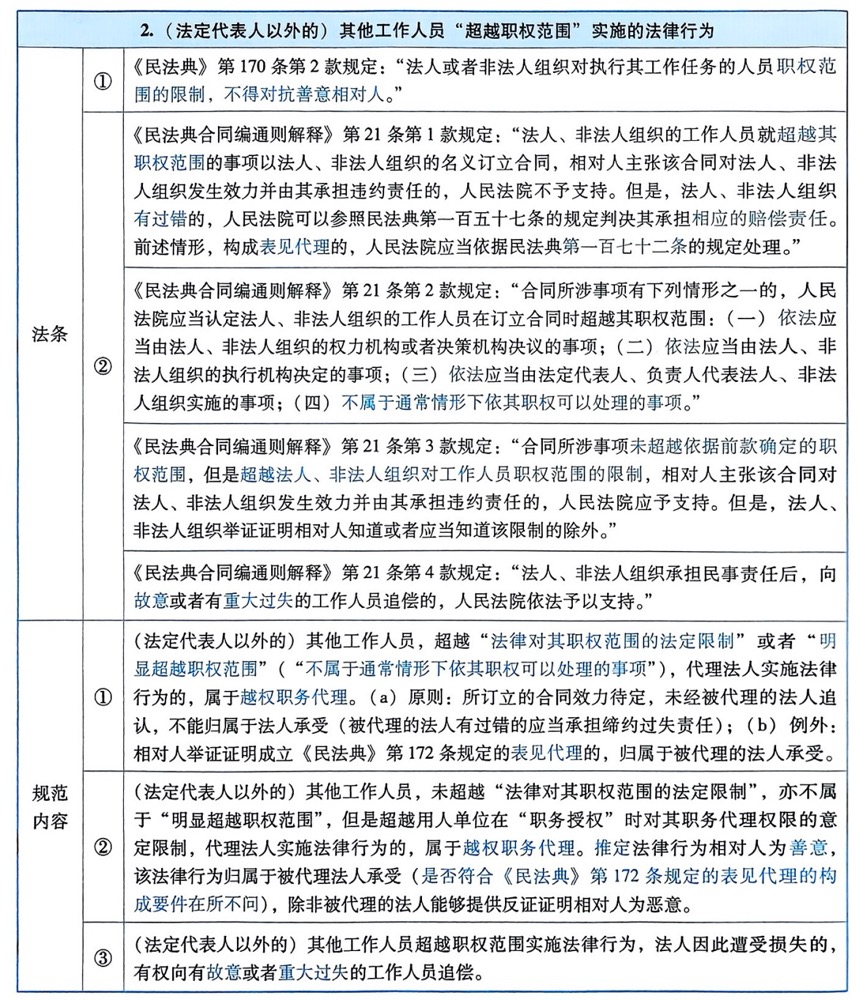 2.（法定代表人以外的）其他工作人员“超越职权范围”实施的法律行为
法条
①
《民法典》第 170 条第 2 款规定：“法人或者非法人组织对执行其工作任务的人员职权范
围的限制，不得对抗善意相对人。”
②
《民法典合同编通则解释》第 21 条第 1 款规定：“法人、非法人组织的工作人员就超越其
职权范围的事项以法人、非法人组织的名义订立合同，相对人主张该合同对法人、非法
人组织发生效力并由其承担违约责任的，人民法院不予支持。但是，法人、非法人组织
有过错的，人民法院可以参照民法典第一百五十七条的规定判决其承担相应的赔偿责任。
前述情形，构成表见代理的，人民法院应当依据民法典第一百七十二条的规定处理。”
《民法典合同编通则解释》第 21 条第 2 款规定：“合同所涉事项有下列情形之一的，人民
法院应当认定法人、非法人组织的工作人员在订立合同时超越其职权范围：（一）依法应
当由法人、非法人组织的权力机构或者决策机构决议的事项；（二）依法应当由法人、非
法人组织的执行机构决定的事项；（三）依法应当由法定代表人、负责人代表法人、非法
人组织实施的事项；（四）不属于通常情形下依其职权可以处理的事项。”
《民法典合同编通则解释》第 21 条第 3 款规定：“合同所涉事项未超越依据前款确定的职
权范围，但是超越法人、非法人组织对工作人员职权范围的限制，相对人主张该合同对
法人、非法人组织发生效力并由其承担违约责任的，人民法院应予支持。但是，法人、
非法人组织举证证明相对人知道或者应当知道该限制的除外。”
《民法典合同编通则解释》第 21 条第 4 款规定：“法人、非法人组织承担民事责任后，向
故意或者有重大过失的工作人员追偿的，人民法院依法予以支持。”
规范
内容
①
（法定代表人以外的）其他工作人员，超越“法律对其职权范围的法定限制”或者“明
显超越职权范围”（“不属于通常情形下依其职权可以处理的事项”），代理法人实施法律
行为的，属于越权职务代理。（a）原则：所订立的合同效力待定，未经被代理的法人追
认，不能归属于法人承受（被代理的法人有过错的应当承担缔约过失责任）；（b）例外：
相对人举证证明成立《民法典》第 172 条规定的表见代理的，归属于被代理的法人承受。
②
（法定代表人以外的）其他工作人员，未超越“法律对其职权范围的法定限制”，亦不属
于“明显超越职权范围”，但是超越用人单位在“职务授权”时对其职务代理权限的意
定限制，代理法人实施法律行为的，属于越权职务代理。推定法律行为相对人为善意，
该法律行为归属于被代理法人承受（是否符合《民法典》第 172 条规定的表见代理的构
成要件在所不问），除非被代理的法人能够提供反证证明相对人为恶意。
③
（法定代表人以外的）其他工作人员超越职权范围实施法律行为，法人因此遭受损失的，
有权向有故意或者重大过失的工作人员追偿。